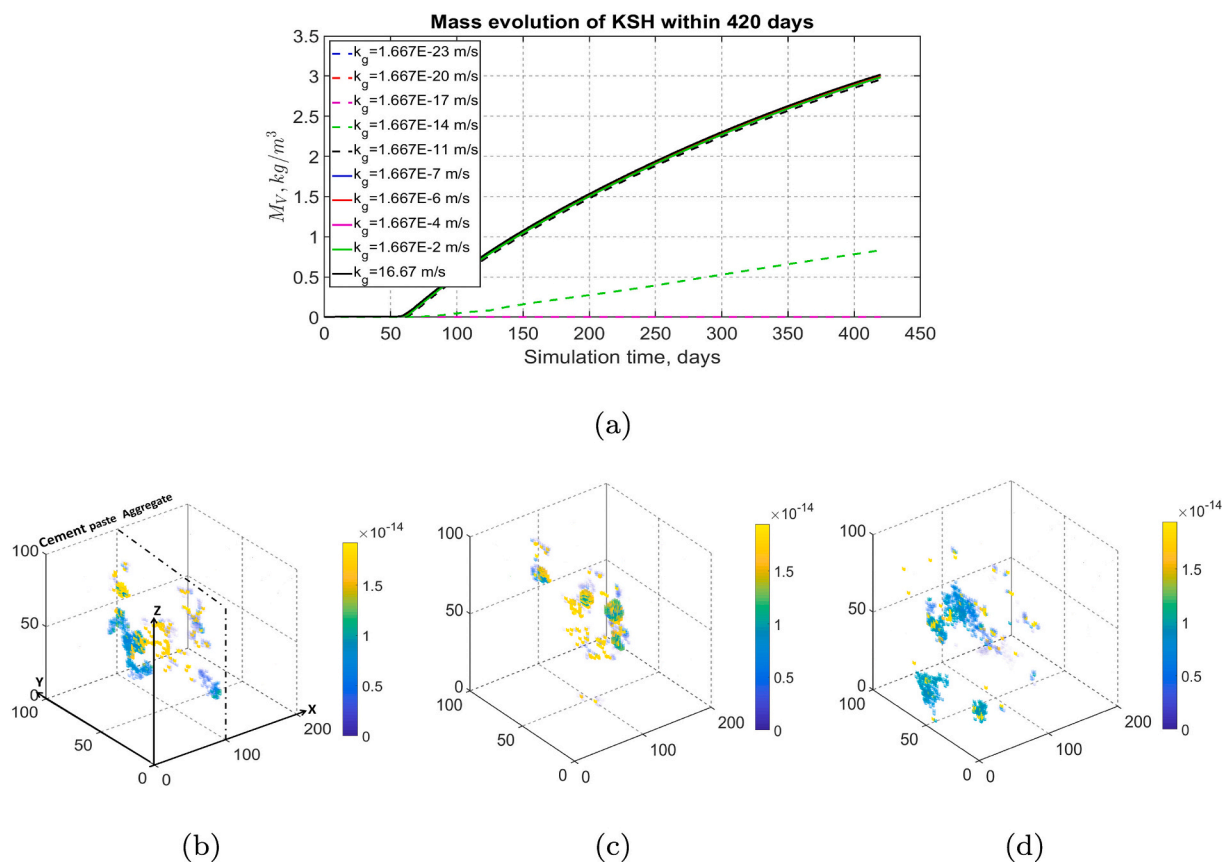 Mass evolution of KSH within 420 days
3.5
3
2.5
2
1.5
1
0.5
0
M_V, kg/m^3
k_g=1.667E-23 m/s
k_g=1.667E-20 m/s
k_g=1.667E-17 m/s
k_g=1.667E-14 m/s
k_g=1.667E-11 m/s
k_g=1.667E-7 m/s
k_g=1.667E-6 m/s
k_g=1.667E-4 m/s
k_g=1.667E-2 m/s
k_g=16.67 m/s
0 50 100 150 200 250 300 350 400 450
Simulation time, days
(a)
Cement paste Aggregate
100
50
0
Y
100
50
0
0
100
200
X
Z
×10^-14
1.5
1
0.5
0
(b)
100
50
0
100
50
0
0
100
200
×10^-14
1.5
1
0.5
0
(c)
100
50
0
100
50
0
0
100
200
×10^-14
1.5
1
0.5
0
(d)